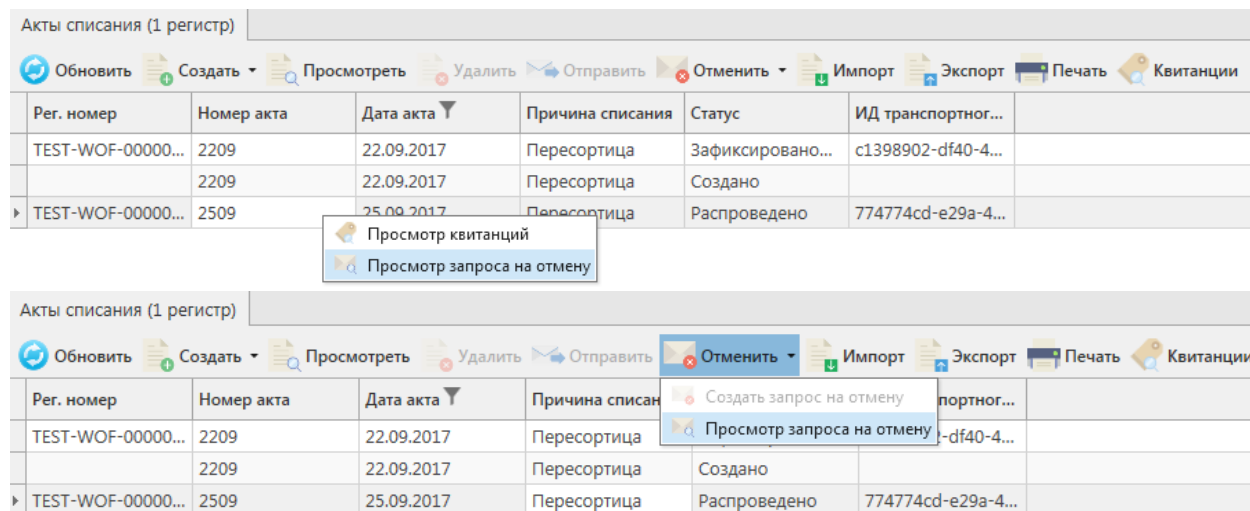 Акты списания (1 регистр)
Обновить Создать Просмотреть Удалить Отправить Отменить Импорт Экспорт Печать Квитанции
Рег. номер Номер акта Дата акта Причина списания Статус ИД транспортног...
TEST-WOF-00000... 2209 22.09.2017 Пересортица Зафиксировано... c1398902-df40-4...
2209 22.09.2017 Пересортица Создано
TEST-WOF-00000... 2509 25.09.2017 Пересортица Распроведено 774774cd-e29a-4...
Просмотр квитанций
Просмотр запроса на отмену
Акты списания (1 регистр)
Обновить Создать Просмотреть Удалить Отправить Отменить Импорт Экспорт Печать Квитанции
Рег. номер Номер акта Дата акта Причина списан Создать запрос на отмену портног...
TEST-WOF-00000... 2209 22.09.2017 Пересортица Просмотр запроса на отмену 2-df40-4...
2209 22.09.2017 Пересортица Создано
TEST-WOF-00000... 2509 25.09.2017 Пересортица Распроведено 774774cd-e29a-4...